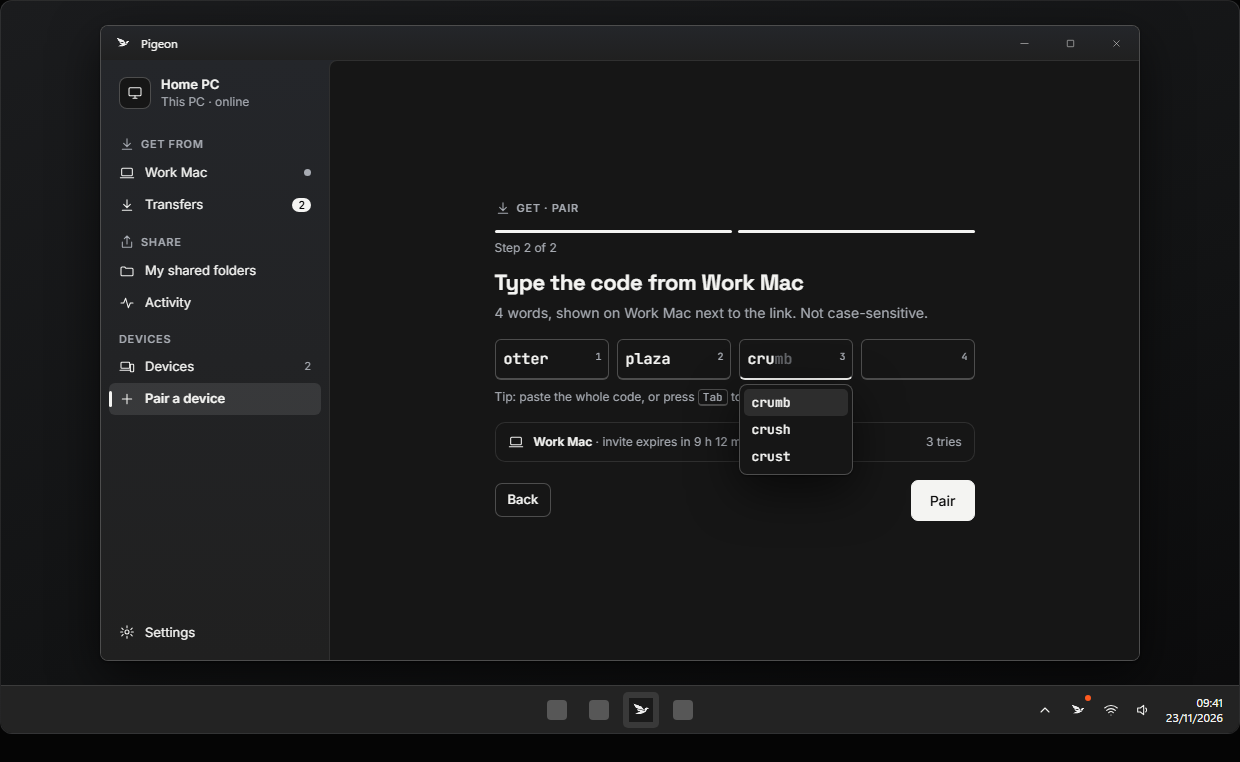 Pigeon
Home PC
This PC · online
GET FROM
Work Mac
Transfers 2
SHARE
My shared folders
Activity
DEVICES
Devices 2
Pair a device
Settings
GET · PAIR
Step 2 of 2
Type the code from Work Mac
4 words, shown on Work Mac next to the link. Not case-sensitive.
otter 1 plaza 2 crumb 3 4
Tip: paste the whole code, or press Tab to
crumb
crush
crust
Work Mac · invite expires in 9 h 12 m 3 tries
Back Pair
09:41
23/11/2026